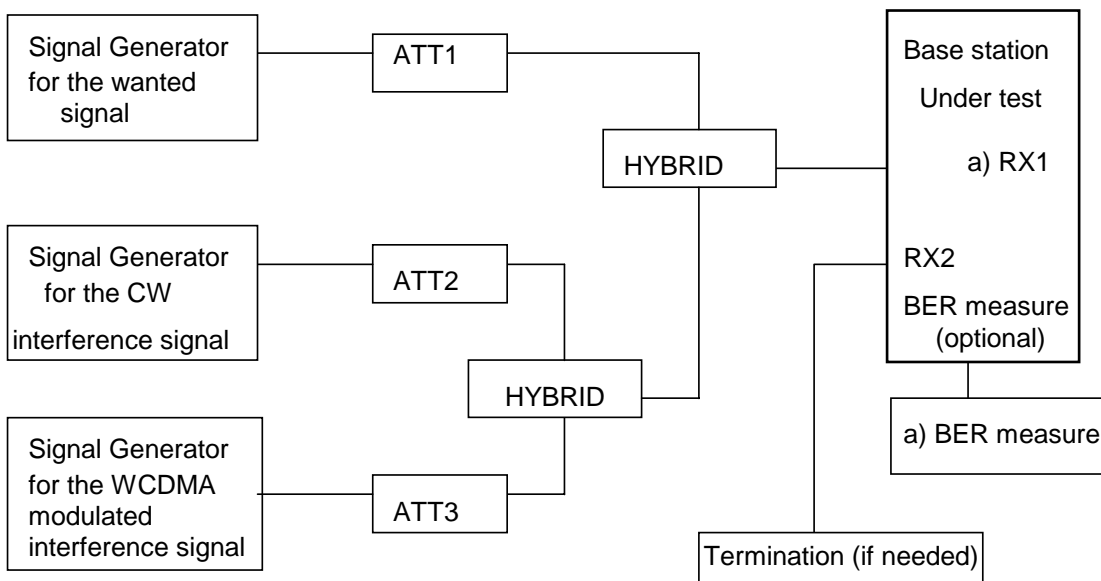 Signal Generator
for the wanted
signal
ATT1
HYBRID
Base station
Under test
a) RX1
RX2
BER measure
(optional)
Signal Generator
for the CW
interference signal
ATT2
HYBRID
a) BER measure
Signal Generator
for the WCDMA
modulated
interference signal
ATT3
Termination (if needed)